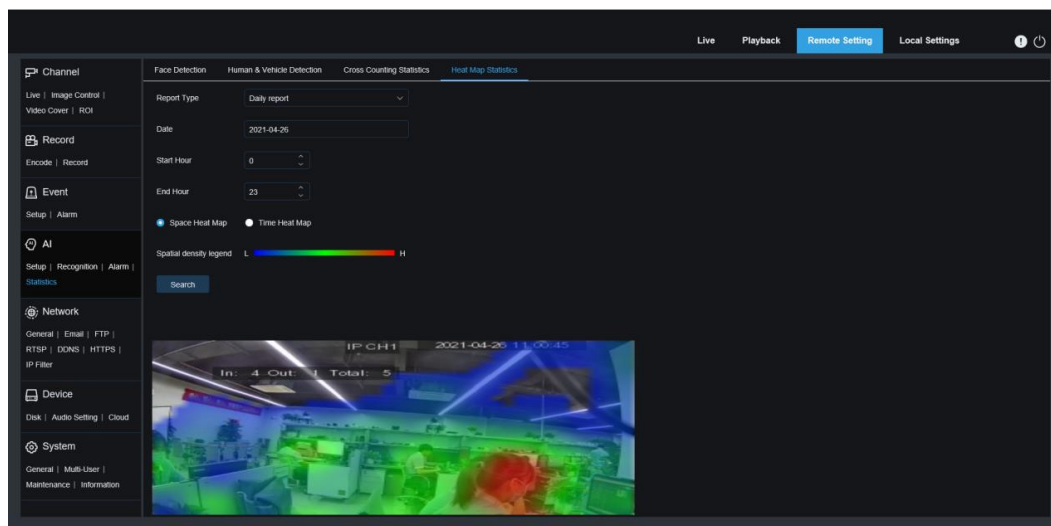 Live Playback Remote Setting Local Settings
Channel
Live | Image Control |
Video Cover | ROI
Record
Encode | Record
Event
Setup | Alarm
AI
Setup | Recognition | Alarm |
Statistics
Network
General | Email | FTP |
RTSP | DDNS | HTTPS |
IP Filter
Device
Disk | Audio Setting | Cloud
System
General | Multi-User |
Maintenance | Information
Face Detection Human & Vehicle Detection Cross Counting Statistics Heat Map Statistics
Report Type Daily report
Date 2021-04-26
Start Hour 0
End Hour 23
Space Heat Map Time Heat Map
Spatial density legend L H
Search
IP CH1 2021-04-26 11:00:45
In: 4 Out: 1 Total: 5